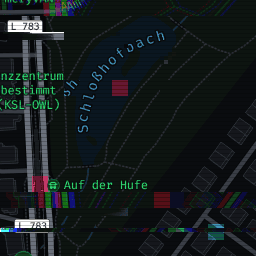 L 783
nzzentrum
bestimmt
(KSL-OWL)
Schloßhofbach
Auf der Hufe
L 783